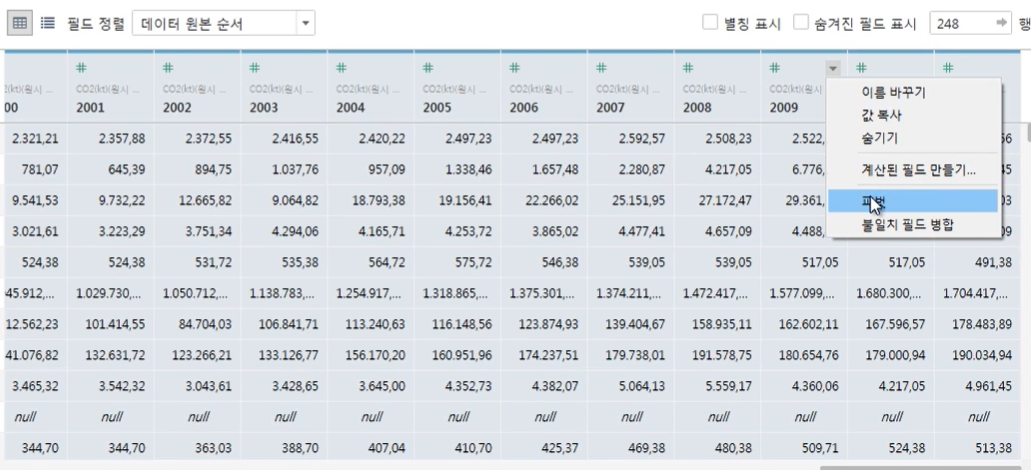 필드 정렬 데이터 원본 순서 별칭 표시 숨겨진 필드 표시 248 행
# # # # # # # # # # #
CO2(kt)(원시 ... CO2(kt)(원시 ... CO2(kt)(원시 ... CO2(kt)(원시 ... CO2(kt)(원시 ... CO2(kt)(원시 ... CO2(kt)(원시 ... CO2(kt)(원시 ... CO2(kt)(원시 ...
00 2001 2002 2003 2004 2005 2006 2007 2008 2009
이름 바꾸기
값 복사
숨기기
계산된 필드 만들기...
피벗
불일치 필드 병합
2.321,21 2.357,88 2.372,55 2.416,55 2.420,22 2.497,23 2.497,23 2.592,57 2.508,23 2.522, 56
781,07 645,39 894,75 1.037,76 957,09 1.338,46 1.657,48 2.280,87 4.217,05 6.776, 45
9.541,53 9.732,22 12.665,82 9.064,82 18.793,38 19.156,41 22.266,02 25.151,95 27.172,47 29.361, 03
3.021,61 3.223,29 3.751,34 4.294,06 4.165,71 4.253,72 3.865,02 4.477,41 4.657,09 4.488, 09
524,38 524,38 531,72 535,38 564,72 575,72 546,38 539,05 539,05 517,05 517,05 491,38
45.912,... 1.029.730,... 1.050.712,... 1.138.783,... 1.254.917,... 1.318.865,... 1.375.301,... 1.374.211,... 1.472.417,... 1.577.099,... 1.680.300,... 1.704.417,...
12.562,23 101.414,55 84.704,03 106.841,71 113.240,63 116.148,56 123.874,93 139.404,67 158.935,11 162.602,11 167.596,57 178.483,89
41.076,82 132.631,72 123.266,21 133.126,77 156.170,20 160.951,96 174.237,51 179.738,01 191.578,75 180.654,76 179.000,94 190.034,94
3.465,32 3.542,32 3.043,61 3.428,65 3.645,00 4.352,73 4.382,07 5.064,13 5.559,17 4.360,06 4.217,05 4.961,45
null null null null null null null null null null null null
344,70 344,70 363,03 388,70 407,04 410,70 425,37 469,38 480,38 509,71 524,38 513,38